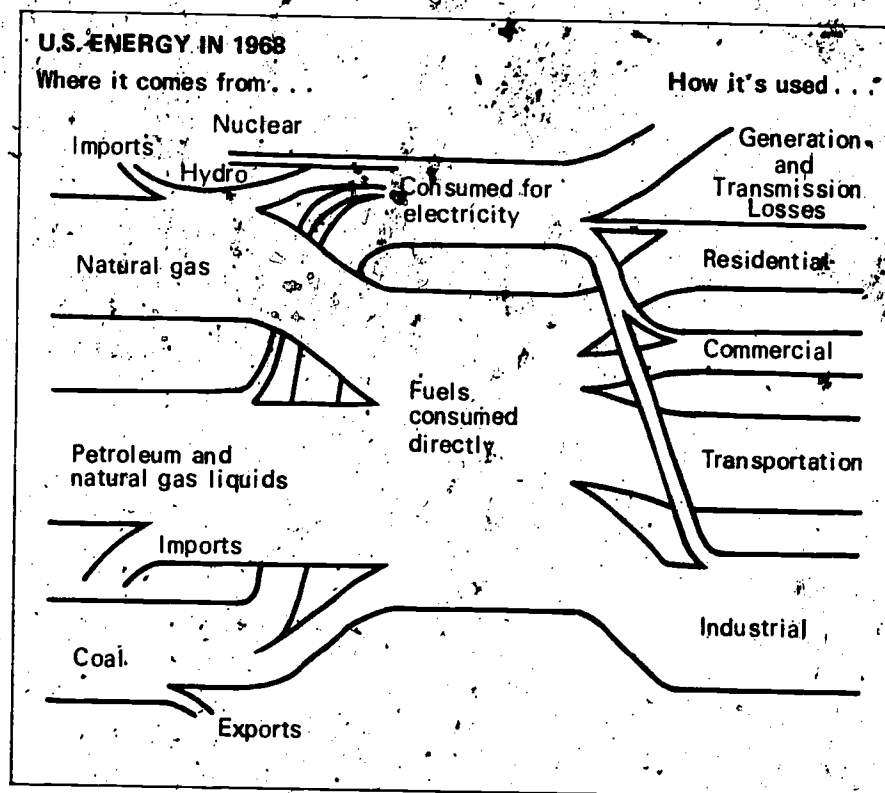 U.S. ENERGY IN 1968
Where it comes from . . .
How it's used . . .
Nuclear
Imports
Hydro
Consumed for
electricity
Generation
and
Transmission
Losses
Natural gas
Residential
Commercial
Fuels
consumed
directly
Petroleum and
natural gas liquids
Transportation
Imports
Industrial
Coal
Exports